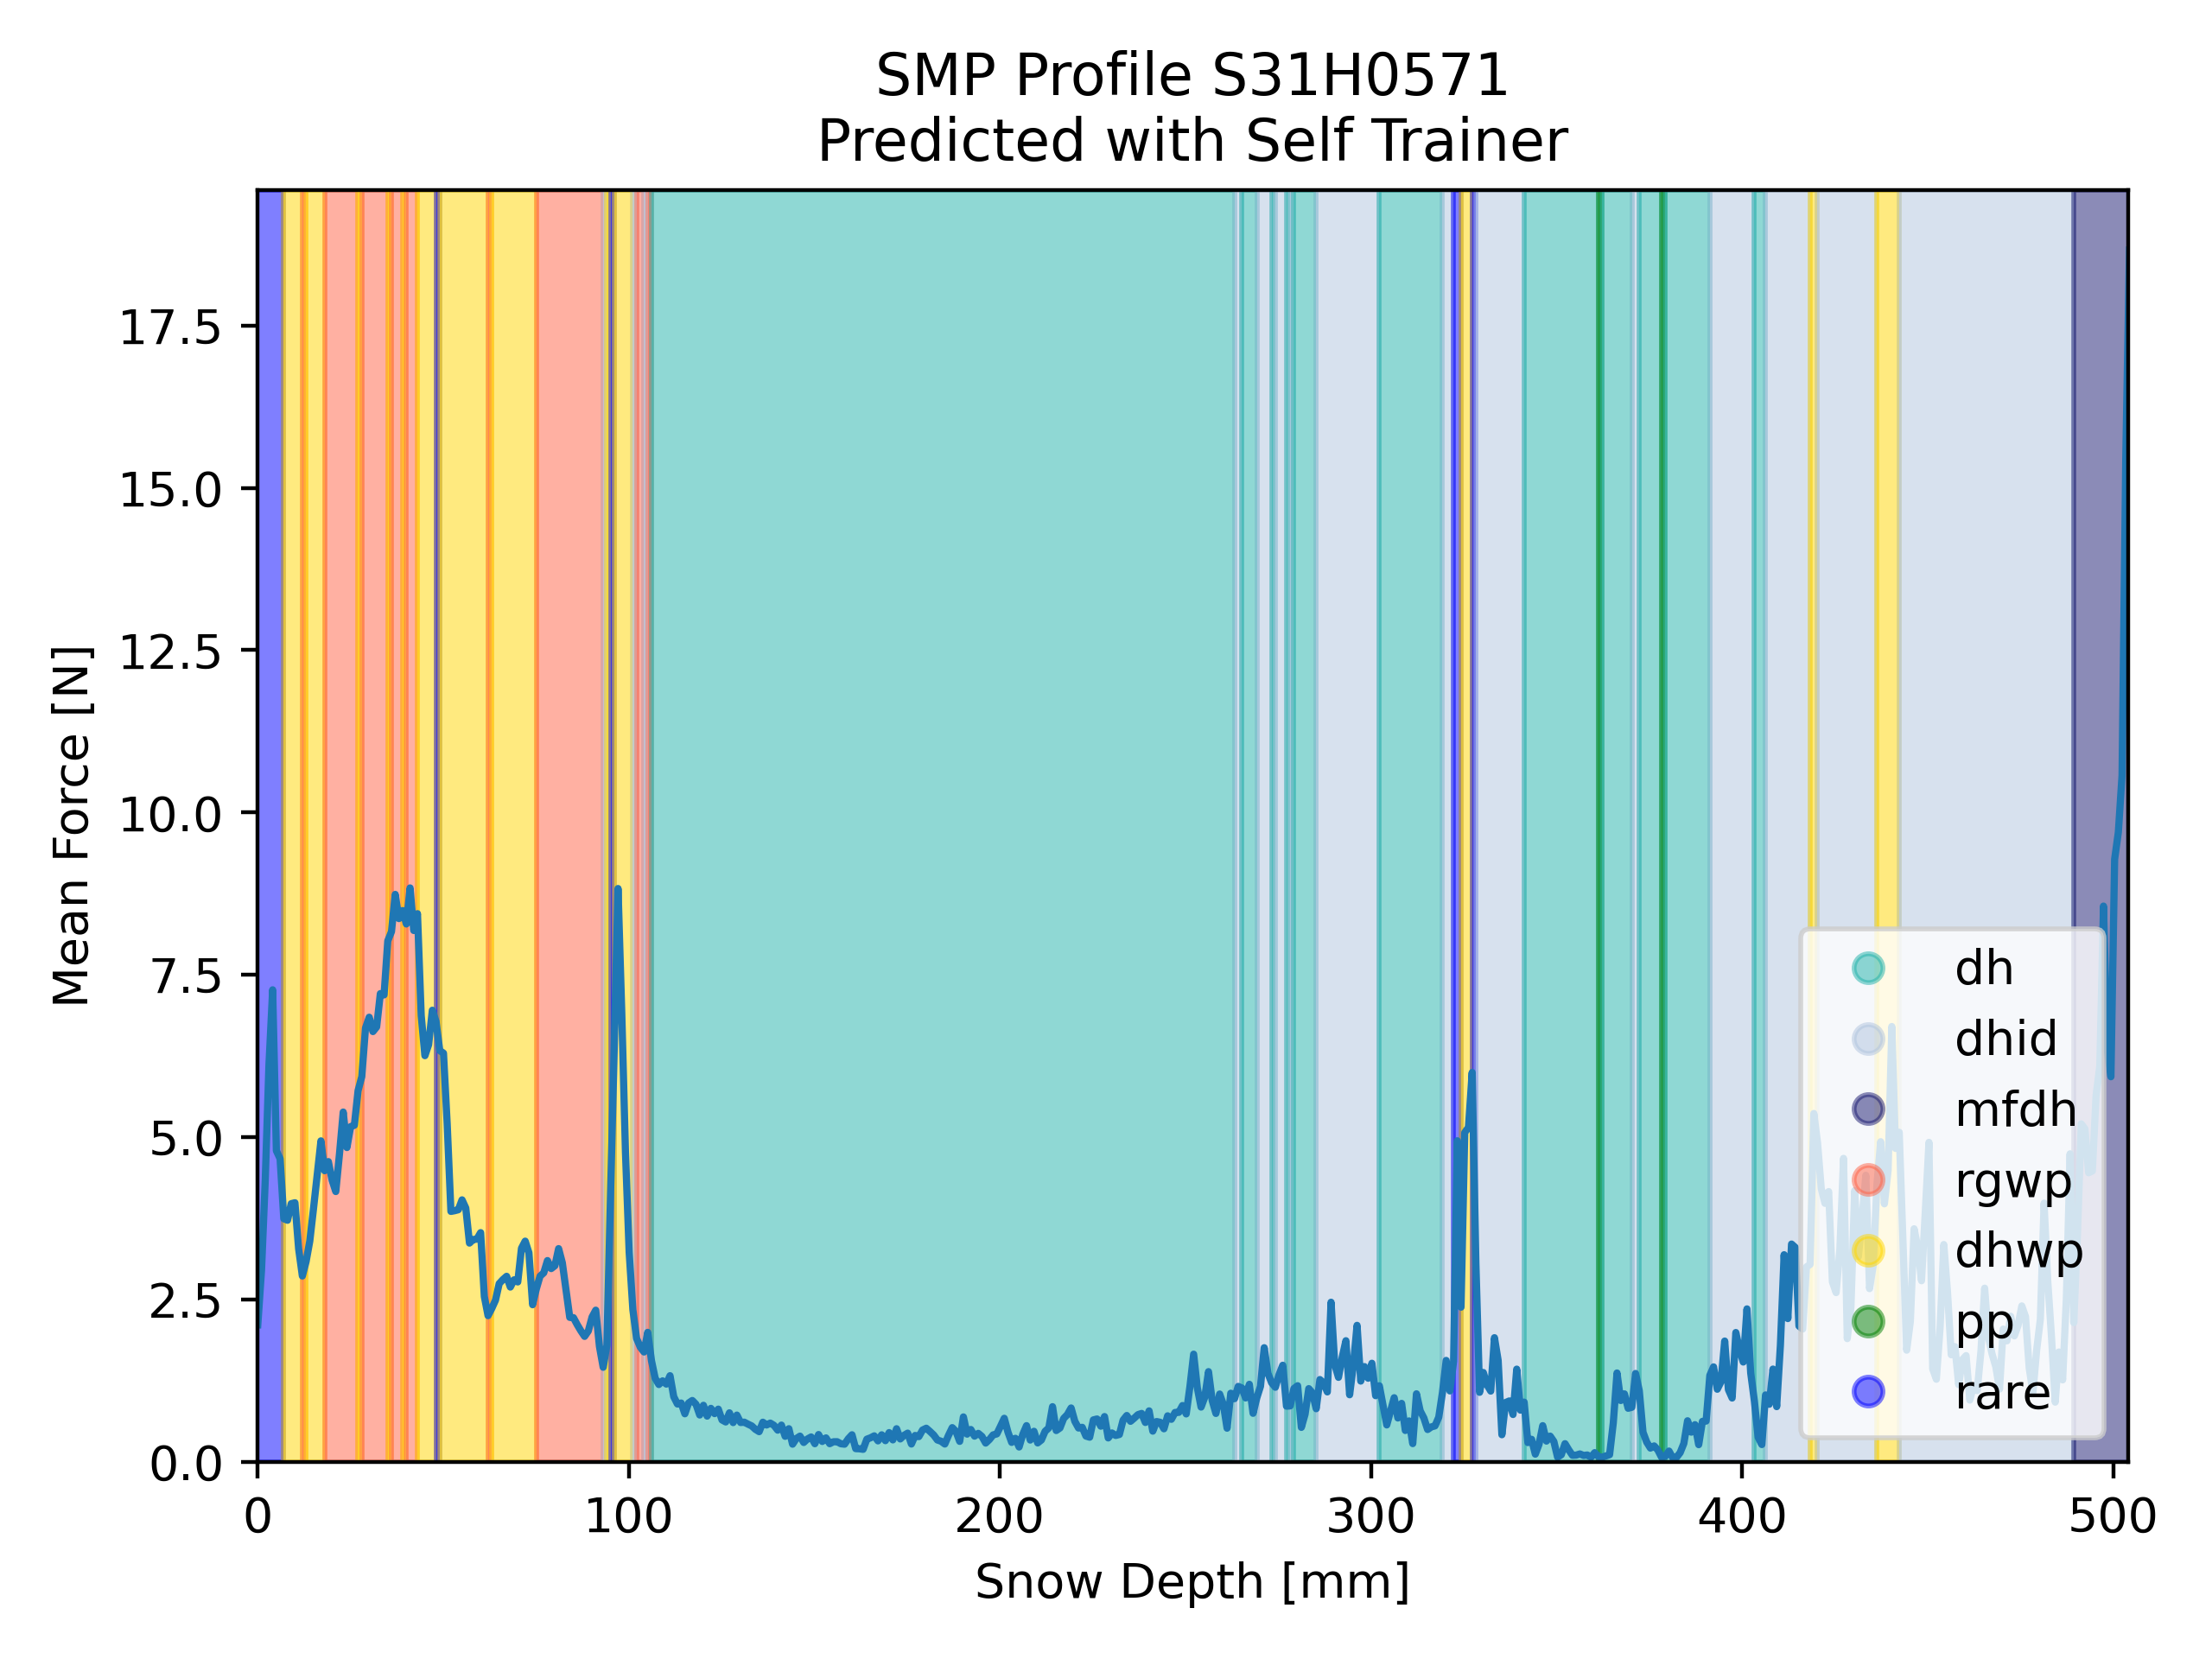 SMP Profile S31H0571
Predicted with Self Trainer
Mean Force [N]
17.5
15.0
12.5
10.0
7.5
5.0
2.5
0.0
dh
dhid
mfdh
rgwp
dhwp
pp
rare
0 100 200 300 400 500
Snow Depth [mm]